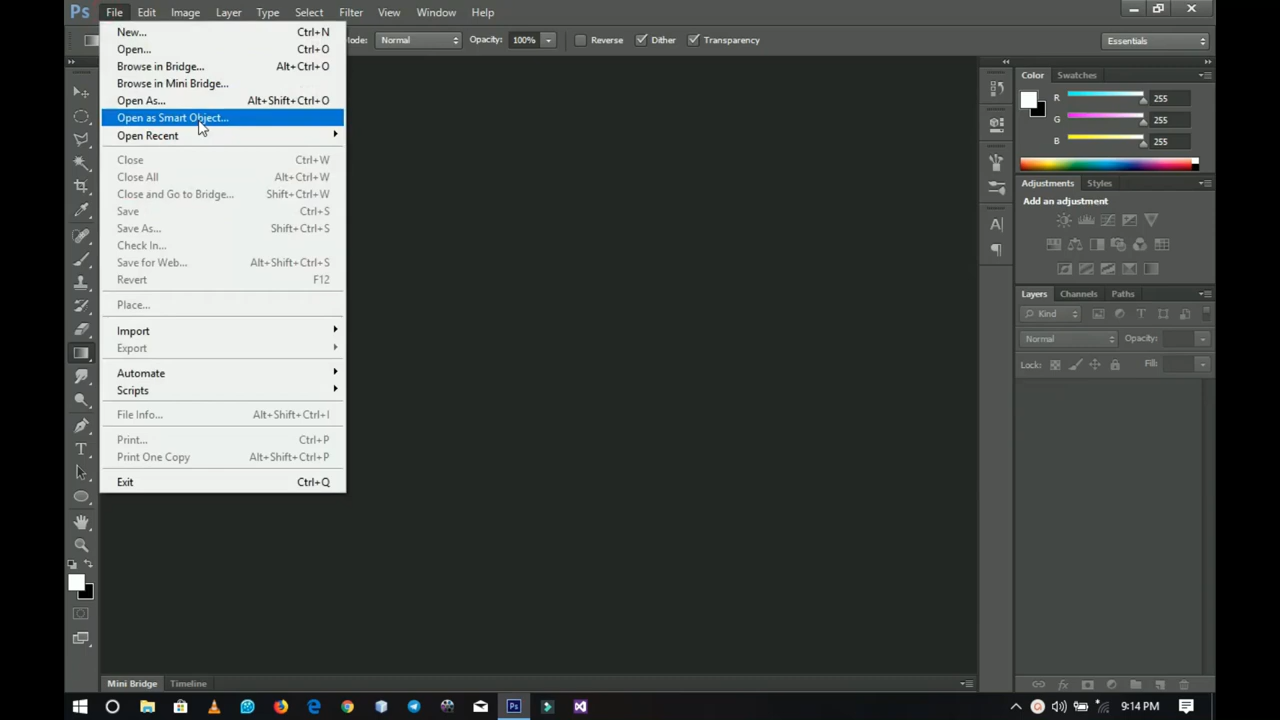 Ps File Edit Image Layer Type Select Filter View Window Help
Mode: Normal Opacity: 100% Reverse Dither Transparency Essentials
New... Ctrl+N
Open... Ctrl+O
Browse in Bridge... Alt+Ctrl+O
Browse in Mini Bridge...
Open As... Alt+Shift+Ctrl+O
Open as Smart Object...
Open Recent
Close Ctrl+W
Close All Alt+Ctrl+W
Close and Go to Bridge... Shift+Ctrl+W
Save Ctrl+S
Save As... Shift+Ctrl+S
Check In...
Save for Web... Alt+Shift+Ctrl+S
Revert F12
Place...
Import
Export
Automate
Scripts
File Info... Alt+Shift+Ctrl+I
Print... Ctrl+P
Print One Copy Alt+Shift+Ctrl+P
Exit Ctrl+Q
Color Swatches
R 255
G 255
B 255
Adjustments Styles
Add an adjustment
Layers Channels Paths
Kind
Normal Opacity:
Lock: Fill:
Mini Bridge Timeline
9:14 PM